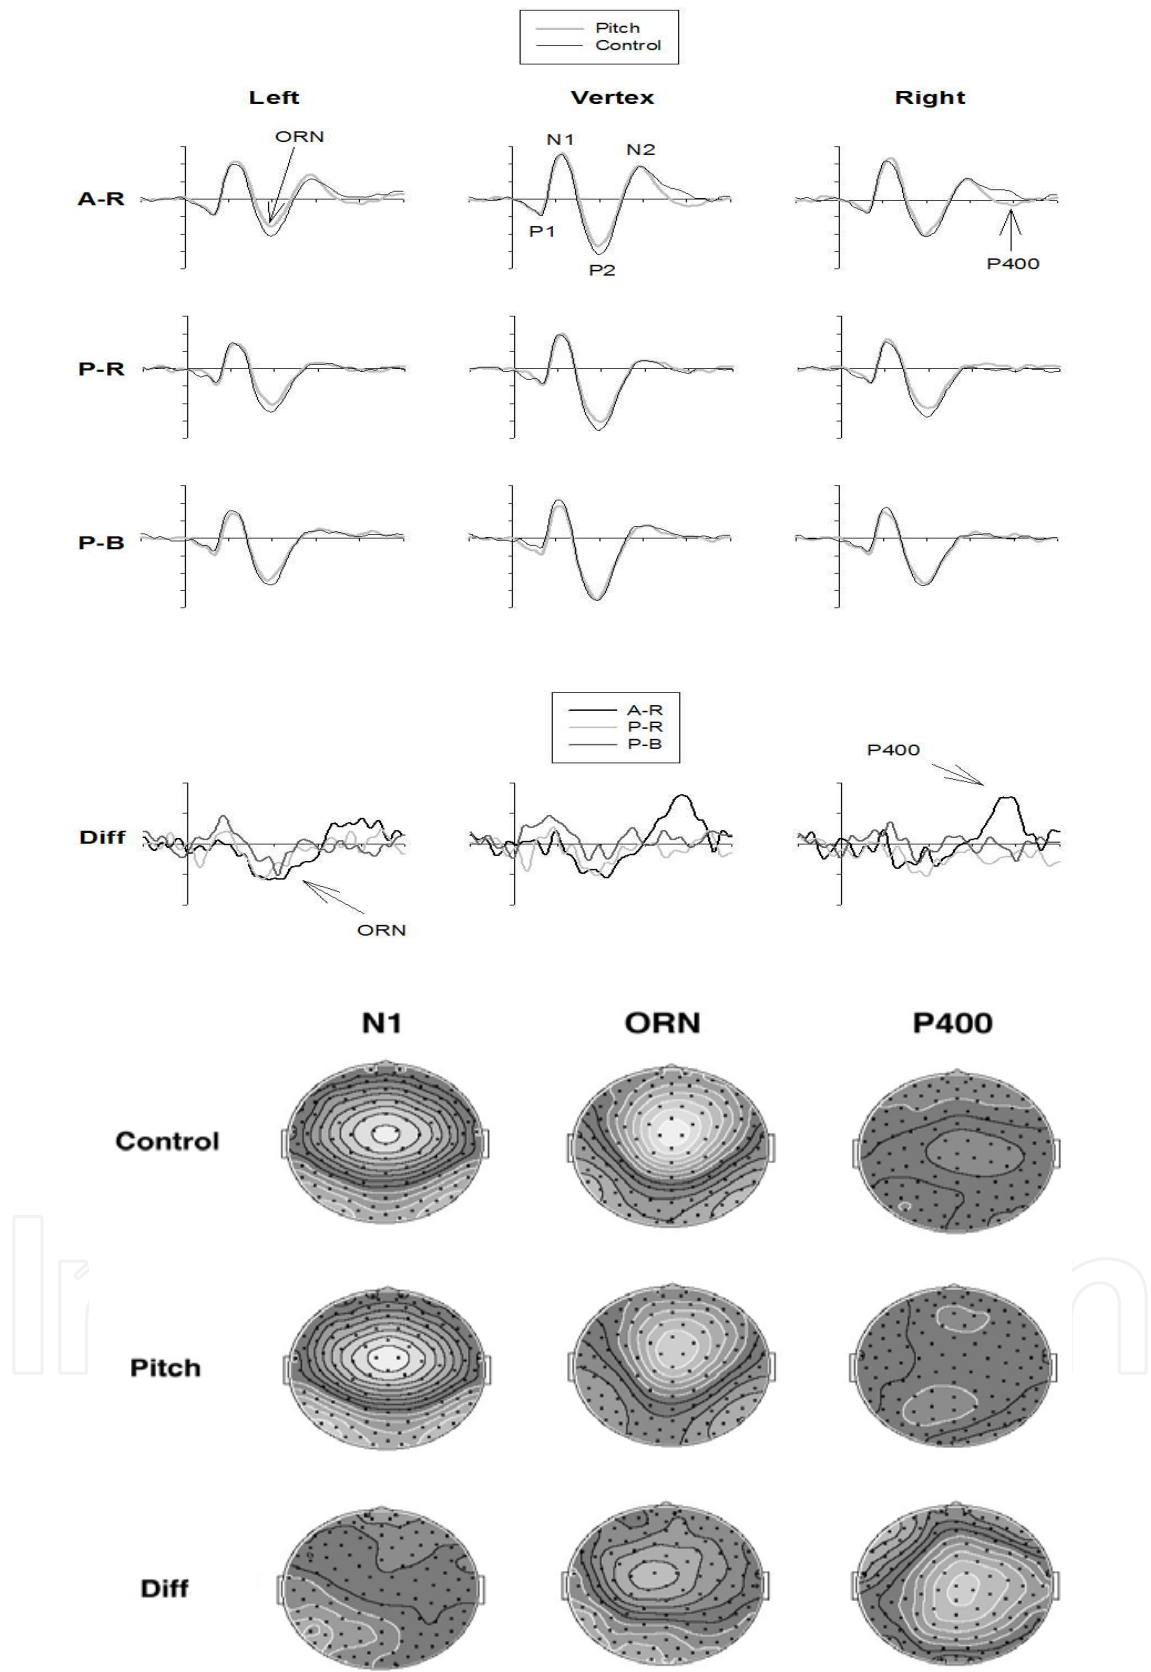 Pitch
Control
Left Vertex Right
ORN
N1
N2
A-R
P1
P2
P400
P-R
P-B
A-R
P-R
P-B
P400
Diff
ORN
N1 ORN P400
Control
Pitch
Diff